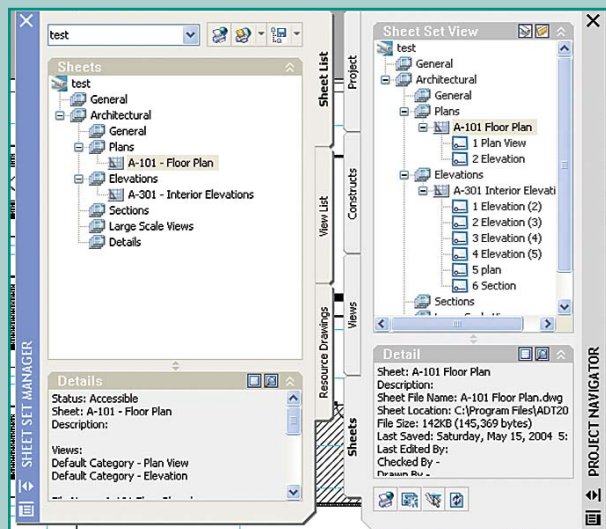 test
Sheets
test
General
Architectural
General
Plans
A-101 - Floor Plan
Elevations
A-301 - Interior Elevations
Sections
Large Scale Views
Details
Details
Status: Accessible
Sheet: A-101 - Floor Plan
Description:
Views:
Default Category - Plan View
Default Category - Elevation
SHEET SET MANAGER
Sheet List
View List
Resource Drawings
Project
Constructs
Views
Sheets
Sheet Set View
test
General
Architectural
General
Plans
A-101 Floor Plan
1 Plan View
2 Elevation
Elevations
A-301 Interior Elevati
1 Elevation (2)
2 Elevation (3)
3 Elevation (4)
4 Elevation (5)
5 plan
6 Section
Sections
Detail
Sheet: A-101 Floor Plan
Description:
Sheet File Name: A-101 Floor Plan.dwg
Sheet Location: C:\Program Files\ADT20
File Size: 142KB (145,369 bytes)
Last Saved: Saturday, May 15, 2004 5:
Last Edited By:
Checked By -
Drawn By -
PROJECT NAVIGATOR